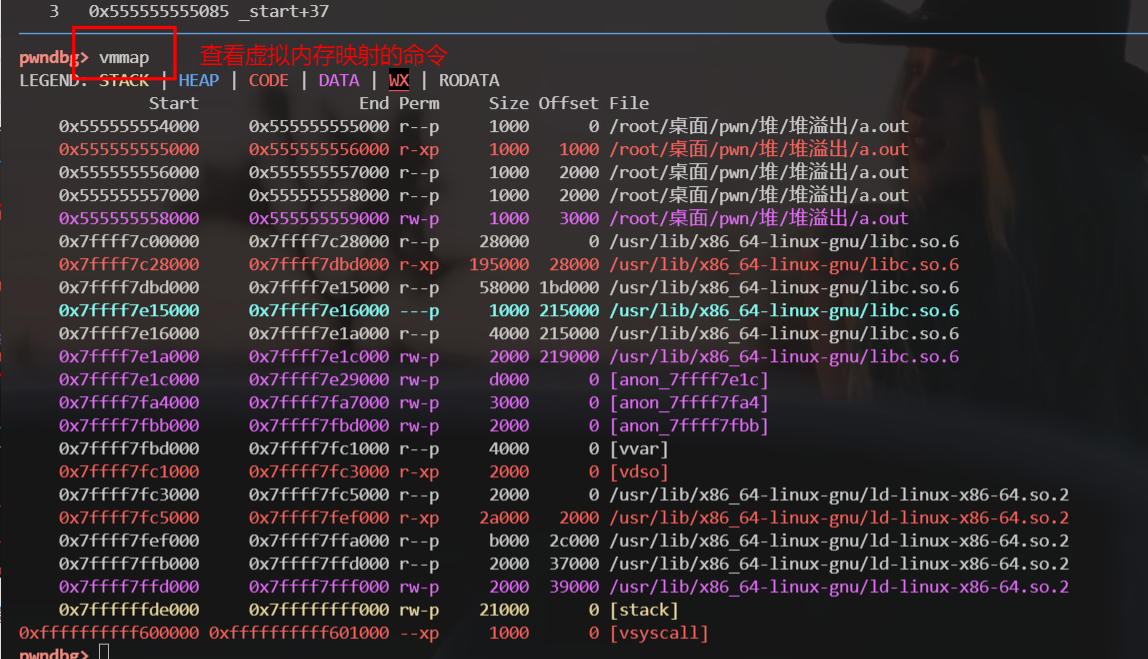 3 0x555555555085 _start+37
pwndbg> vmmap 查看虚拟内存映射的命令
LEGEND: STACK | HEAP | CODE | DATA | WX | RODATA
Start End Perm Size Offset File
0x555555554000 0x555555555000 r--p 1000 0 /root/桌面/pwn/堆/堆溢出/a.out
0x555555555000 0x555555556000 r-xp 1000 1000 /root/桌面/pwn/堆/堆溢出/a.out
0x555555556000 0x555555557000 r--p 1000 2000 /root/桌面/pwn/堆/堆溢出/a.out
0x555555557000 0x555555558000 r--p 1000 2000 /root/桌面/pwn/堆/堆溢出/a.out
0x555555558000 0x555555559000 rw-p 1000 3000 /root/桌面/pwn/堆/堆溢出/a.out
0x7ffff7c00000 0x7ffff7c28000 r--p 28000 0 /usr/lib/x86_64-linux-gnu/libc.so.6
0x7ffff7c28000 0x7ffff7dbd000 r-xp 195000 28000 /usr/lib/x86_64-linux-gnu/libc.so.6
0x7ffff7dbd000 0x7ffff7e15000 r--p 58000 1bd000 /usr/lib/x86_64-linux-gnu/libc.so.6
0x7ffff7e15000 0x7ffff7e16000 ---p 1000 215000 /usr/lib/x86_64-linux-gnu/libc.so.6
0x7ffff7e16000 0x7ffff7e1a000 r--p 4000 215000 /usr/lib/x86_64-linux-gnu/libc.so.6
0x7ffff7e1a000 0x7ffff7e1c000 rw-p 2000 219000 /usr/lib/x86_64-linux-gnu/libc.so.6
0x7ffff7e1c000 0x7ffff7e29000 rw-p d000 0 [anon_7ffff7e1c]
0x7ffff7fa4000 0x7ffff7fa7000 rw-p 3000 0 [anon_7ffff7fa4]
0x7ffff7fbb000 0x7ffff7fbd000 rw-p 2000 0 [anon_7ffff7fbb]
0x7ffff7fbd000 0x7ffff7fc1000 r--p 4000 0 [vvar]
0x7ffff7fc1000 0x7ffff7fc3000 r-xp 2000 0 [vdso]
0x7ffff7fc3000 0x7ffff7fc5000 r--p 2000 0 /usr/lib/x86_64-linux-gnu/ld-linux-x86-64.so.2
0x7ffff7fc5000 0x7ffff7fef000 r-xp 2a000 2000 /usr/lib/x86_64-linux-gnu/ld-linux-x86-64.so.2
0x7ffff7fef000 0x7ffff7ffa000 r--p b000 2c000 /usr/lib/x86_64-linux-gnu/ld-linux-x86-64.so.2
0x7ffff7ffb000 0x7ffff7ffd000 r--p 2000 37000 /usr/lib/x86_64-linux-gnu/ld-linux-x86-64.so.2
0x7ffff7ffd000 0x7ffff7fff000 rw-p 2000 39000 /usr/lib/x86_64-linux-gnu/ld-linux-x86-64.so.2
0x7ffffffde000 0x7ffffffff000 rw-p 21000 0 [stack]
0xffffffffff600000 0xffffffffff601000 --xp 1000 0 [vsyscall]
pwndbg>